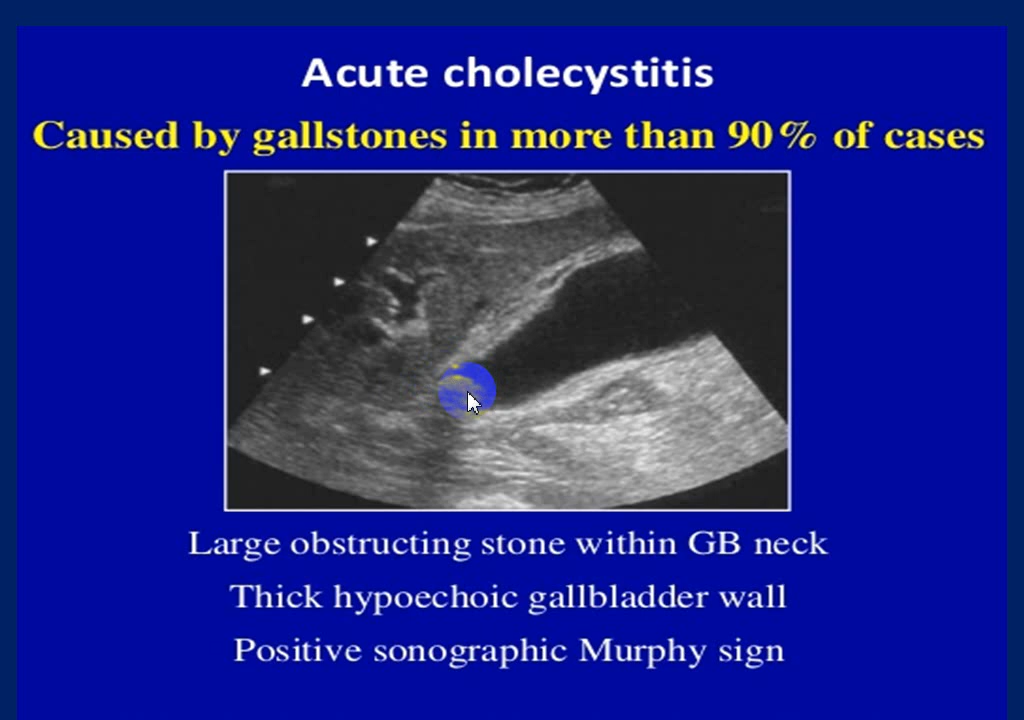 Acute cholecystitis
Caused by gallstones in more than 90% of cases
Large obstructing stone within GB neck
Thick hypoechoic gallbladder wall
Positive sonographic Murphy sign